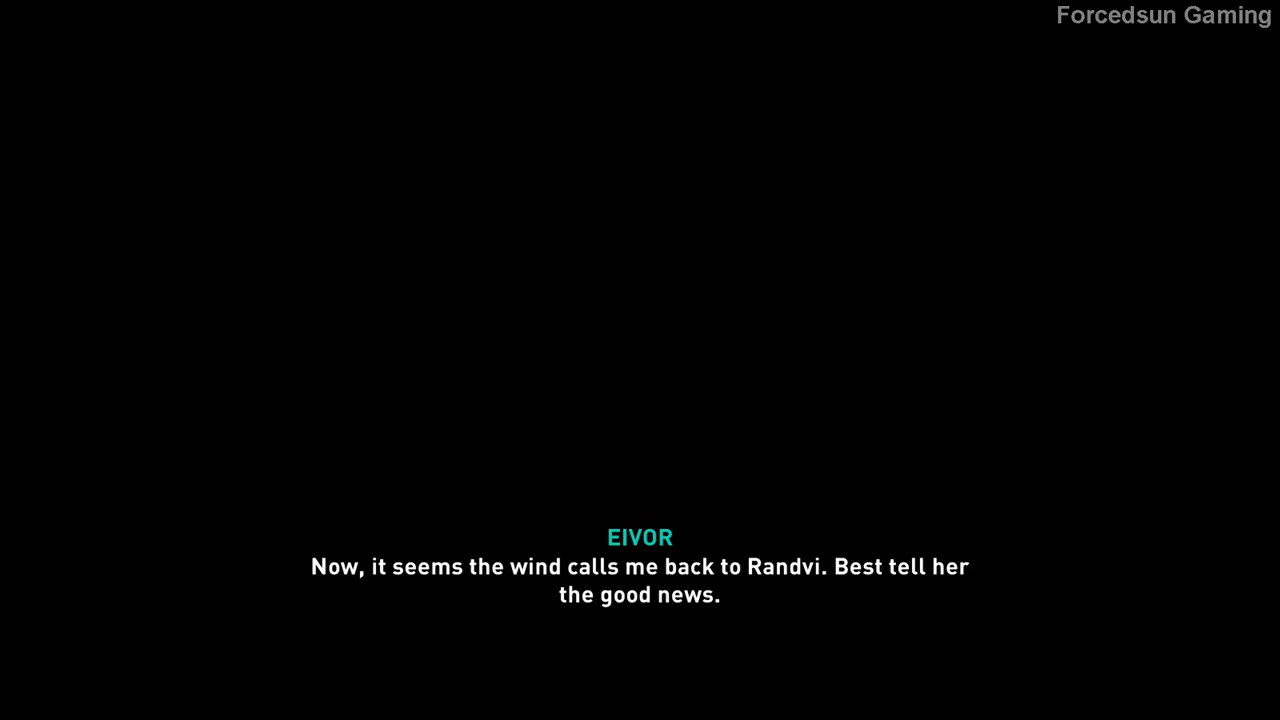 Forcedsun Gaming
EIVOR
Now, it seems the wind calls me back to Randvi. Best tell her
the good news.